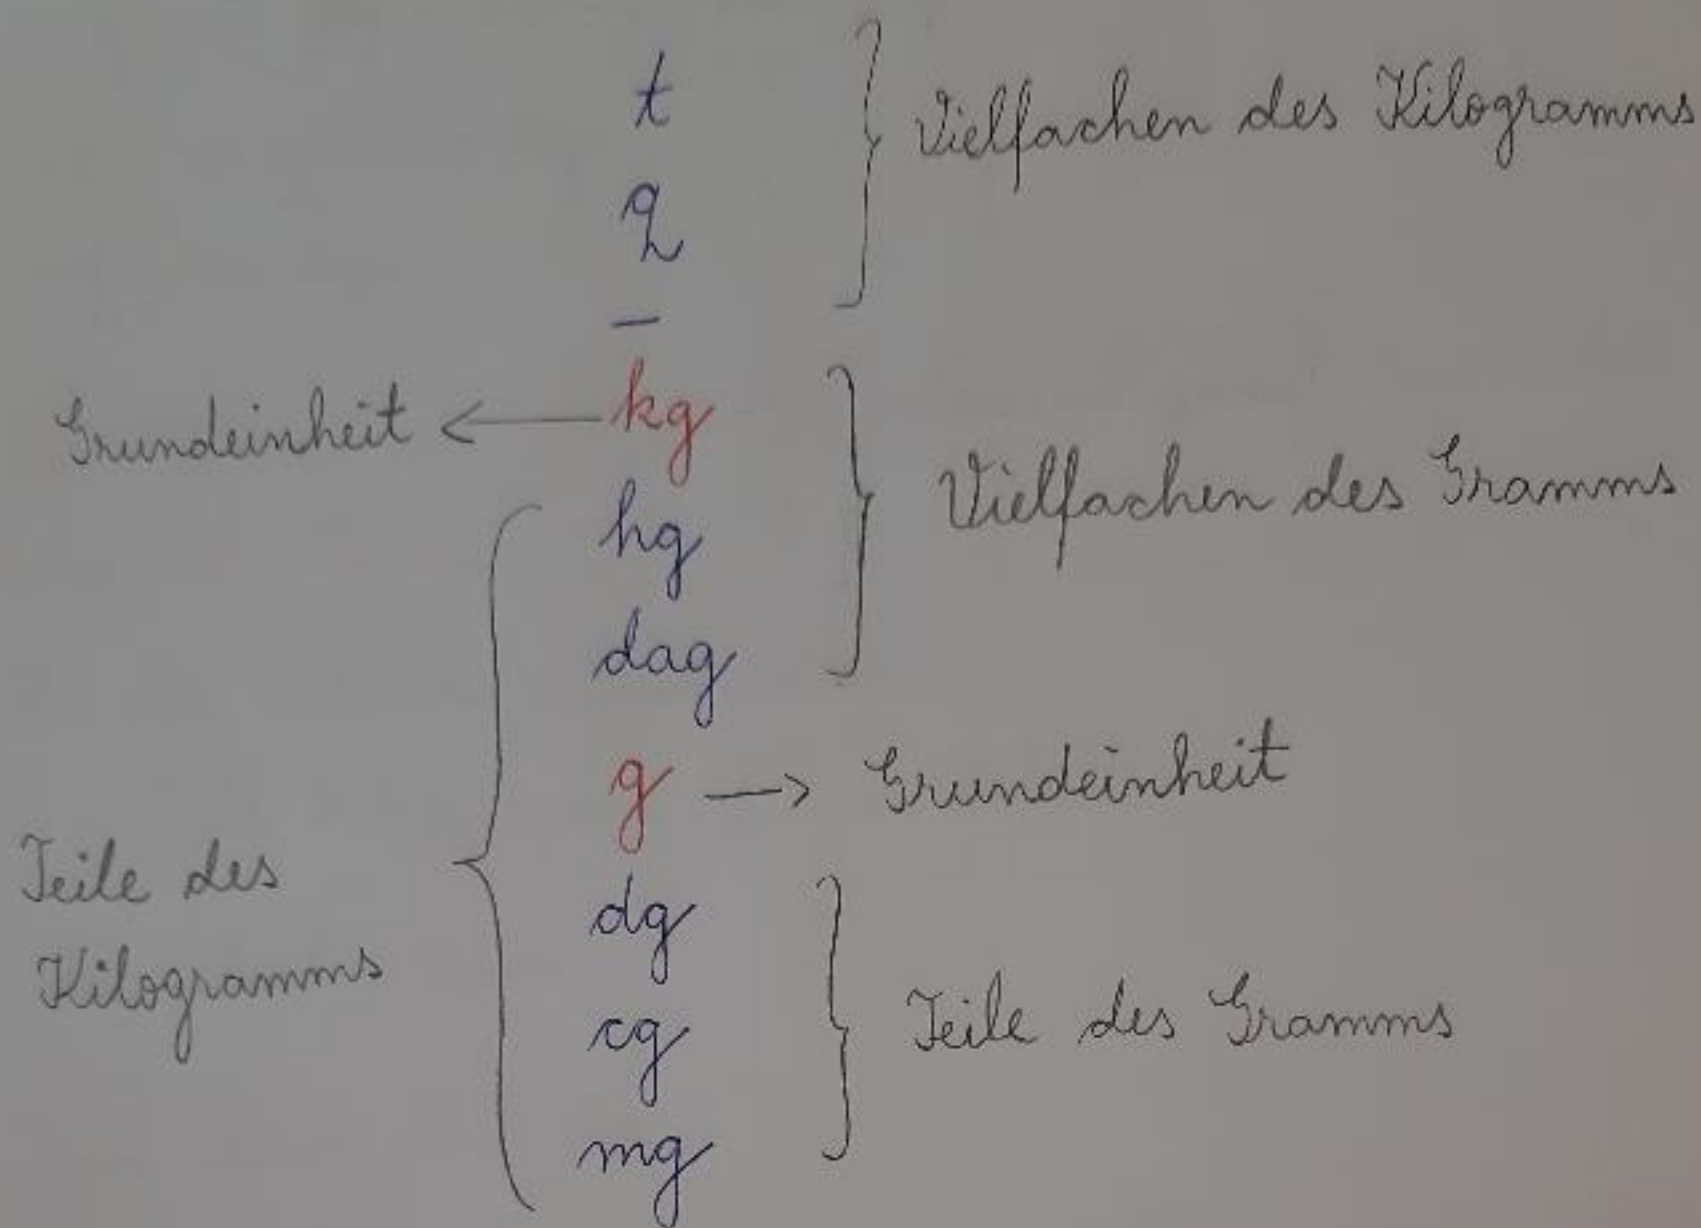 t
q
–
Vielfachen des Kilogramms
Grundeinheit <— kg
hg
dag
Vielfachen des Gramms
g —> Grundeinheit
Teile des
Kilogramms
dg
cg
mg
Teile des Gramms